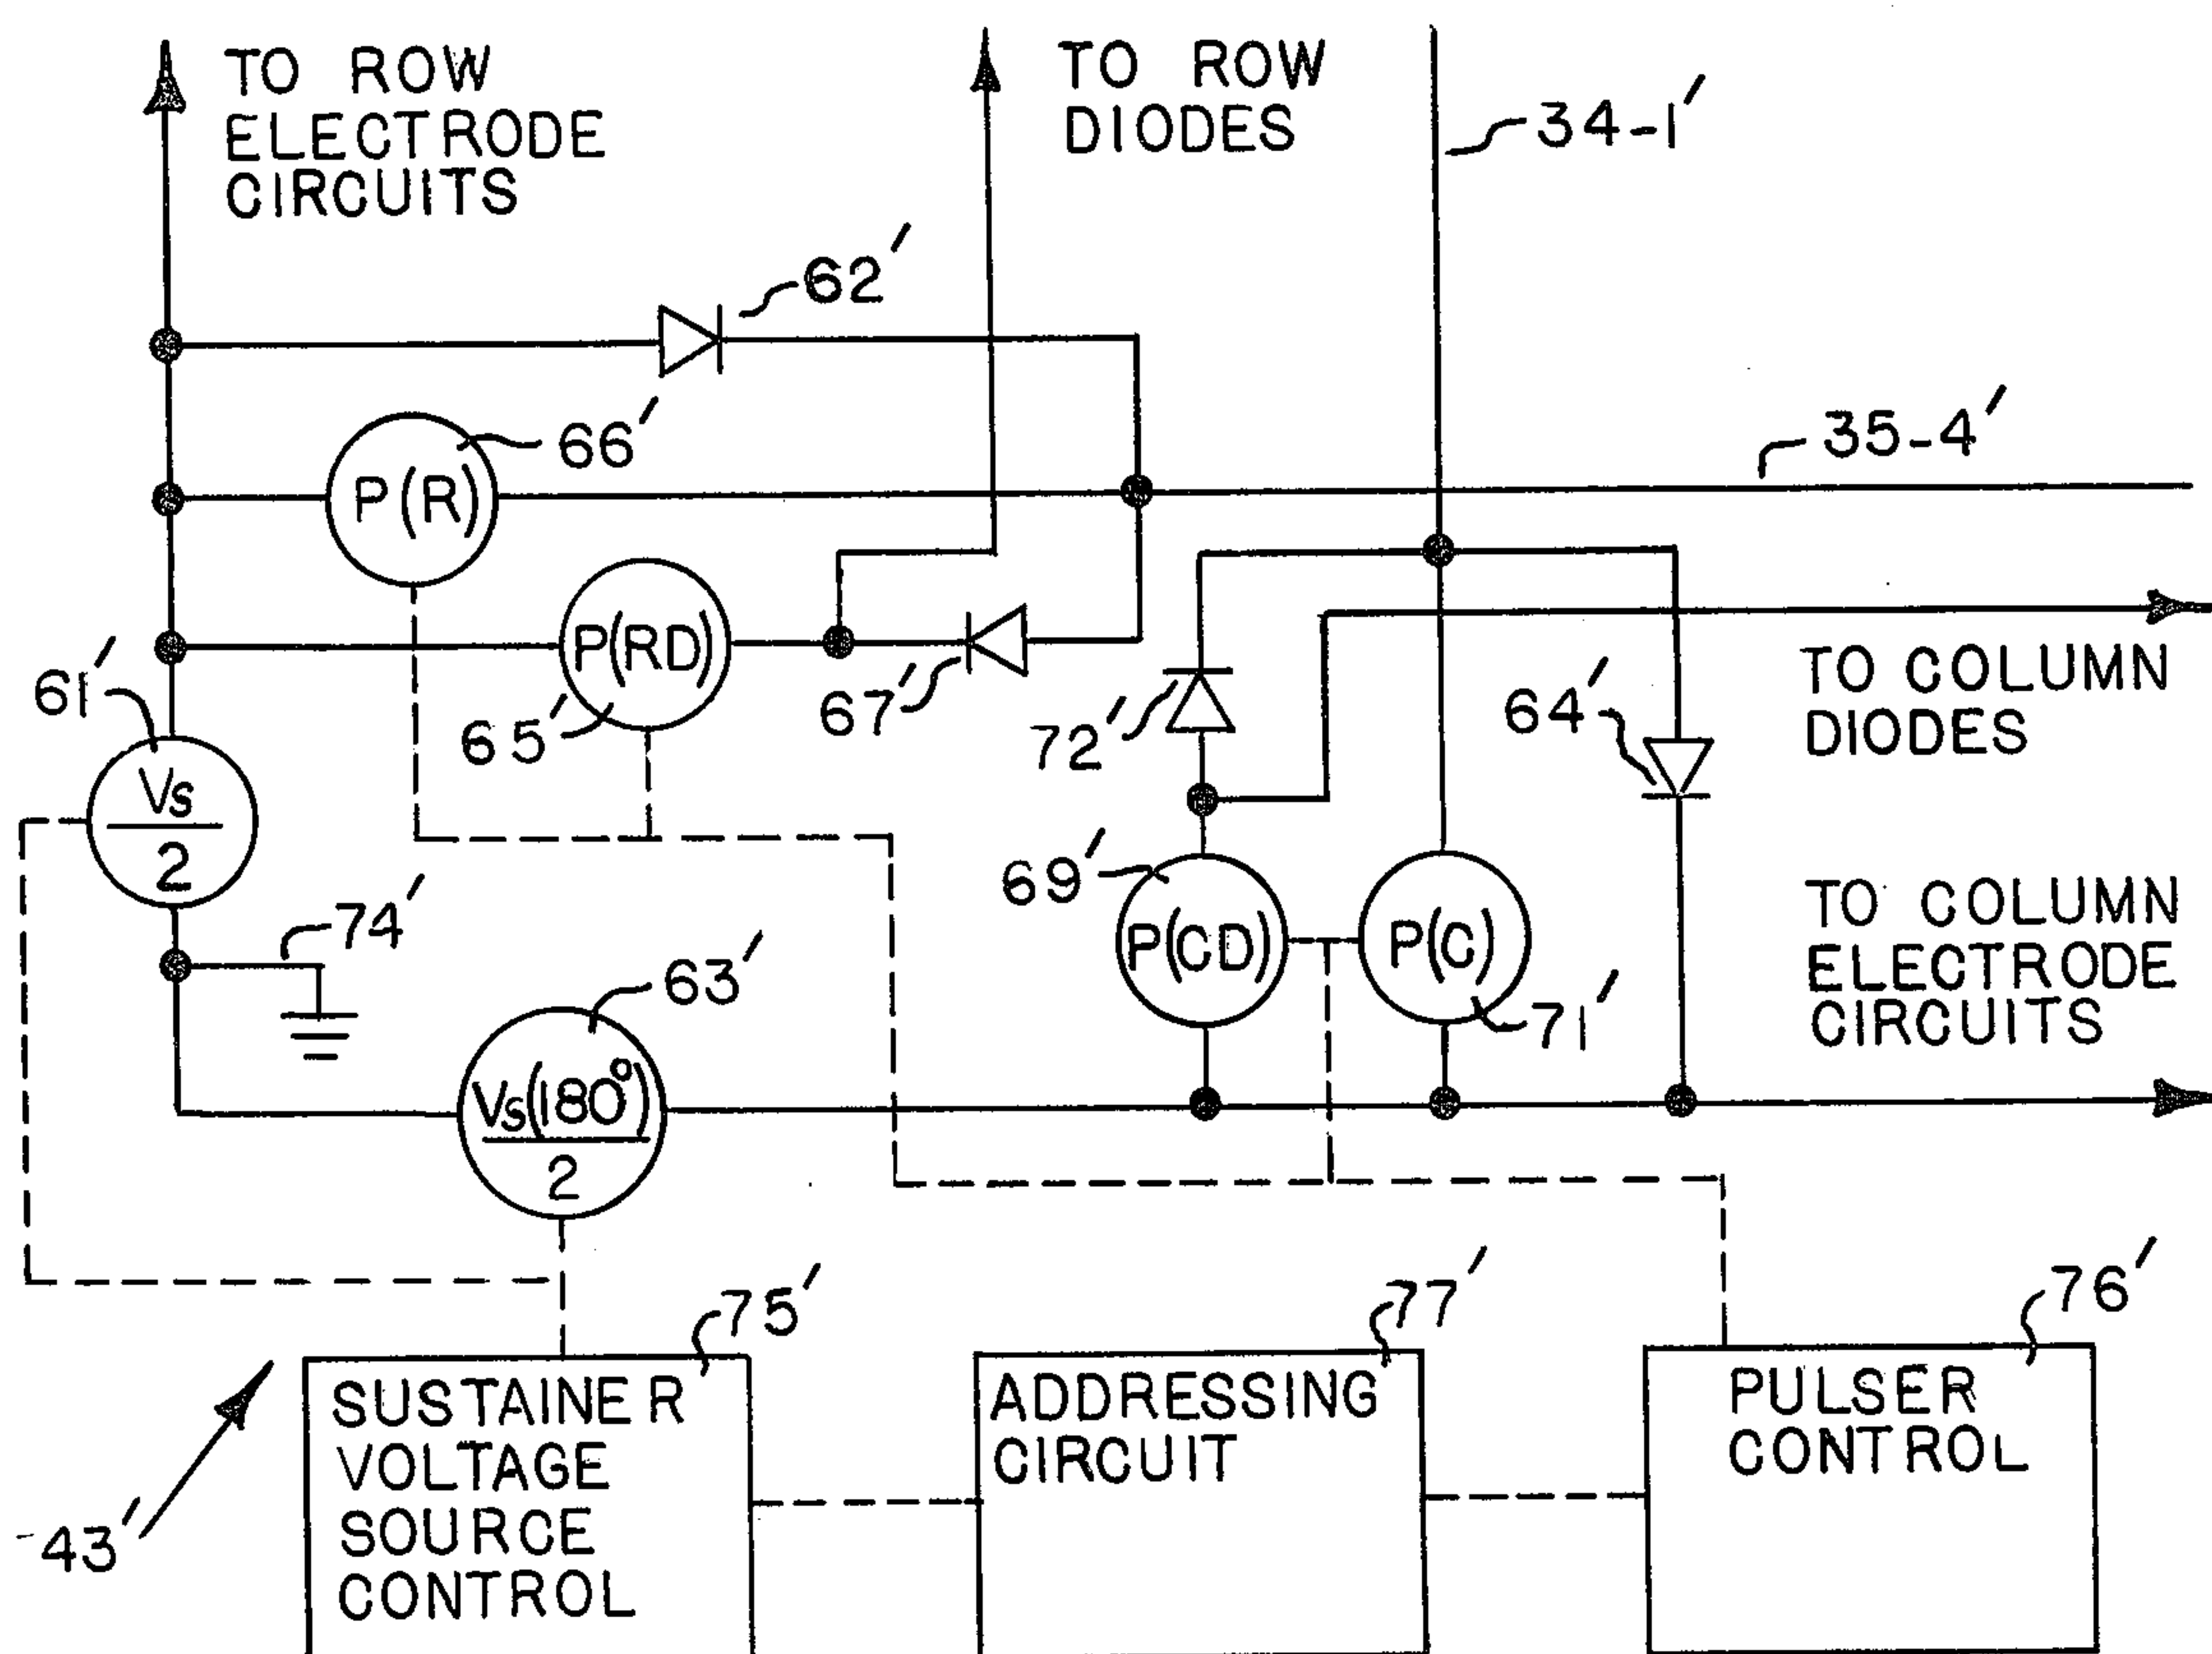 TO ROW
ELECTRODE
CIRCUITS
TO ROW
DIODES
34-1'
62'
66'
P(R)
35-4'
P(RD)
61'
65'
67'
72'
64'
TO COLUMN
DIODES
Vs
2
69'
74'
P(CD)
P(C)
TO COLUMN
ELECTRODE
CIRCUITS
63'
71'
Vs(180°)
2
75'
77'
76'
SUSTAINER
VOLTAGE
SOURCE
CONTROL
ADDRESSING
CIRCUIT
PULSER
CONTROL
43'